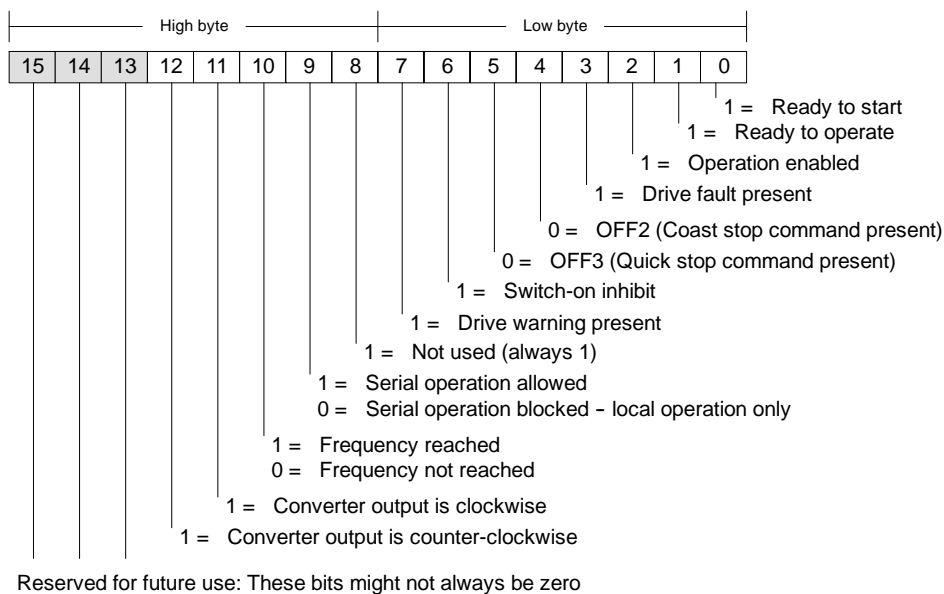 High byte Low byte
15 14 13 12 11 10 9 8 7 6 5 4 3 2 1 0
1 = Ready to start
1 = Ready to operate
1 = Operation enabled
1 = Drive fault present
0 = OFF2 (Coast stop command present)
0 = OFF3 (Quick stop command present)
1 = Switch-on inhibit
1 = Drive warning present
1 = Not used (always 1)
1 = Serial operation allowed
0 = Serial operation blocked – local operation only
1 = Frequency reached
0 = Frequency not reached
1 = Converter output is clockwise
1 = Converter output is counter-clockwise
Reserved for future use: These bits might not always be zero